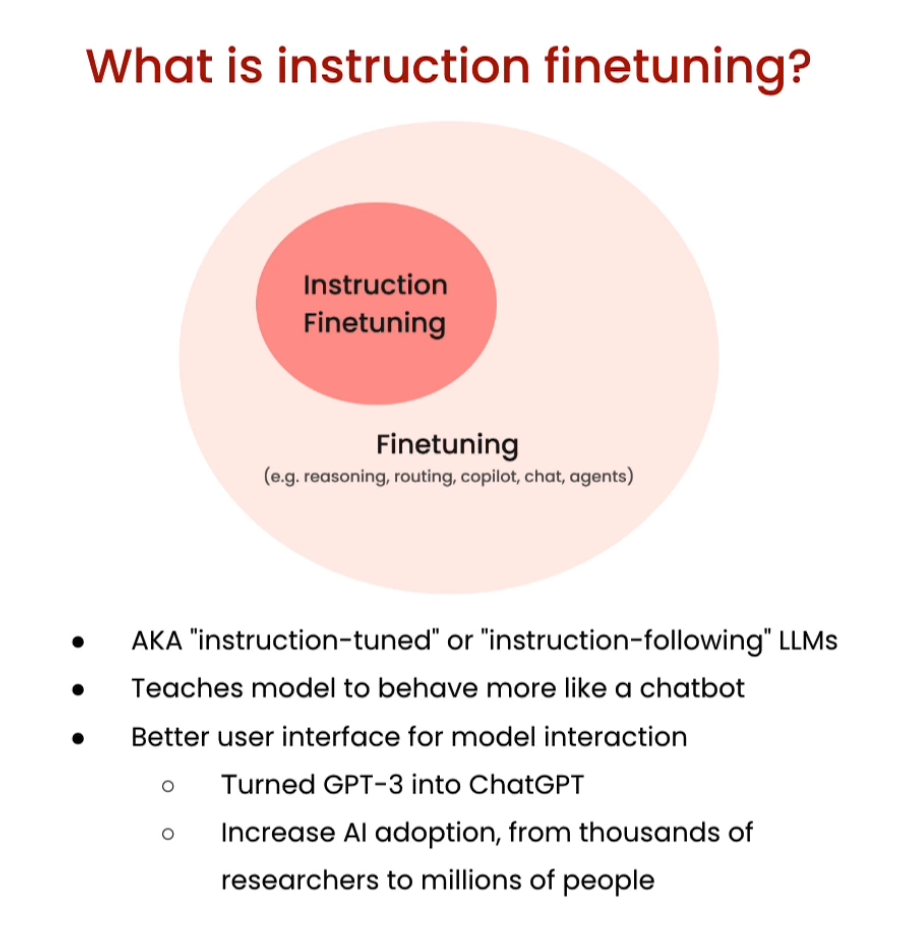 What is instruction finetuning?
Instruction
Finetuning
Finetuning
(e.g. reasoning, routing, copilot, chat, agents)
● AKA "instruction-tuned" or "instruction-following" LLMs
● Teaches model to behave more like a chatbot
● Better user interface for model interaction
○ Turned GPT-3 into ChatGPT
○ Increase AI adoption, from thousands of
researchers to millions of people